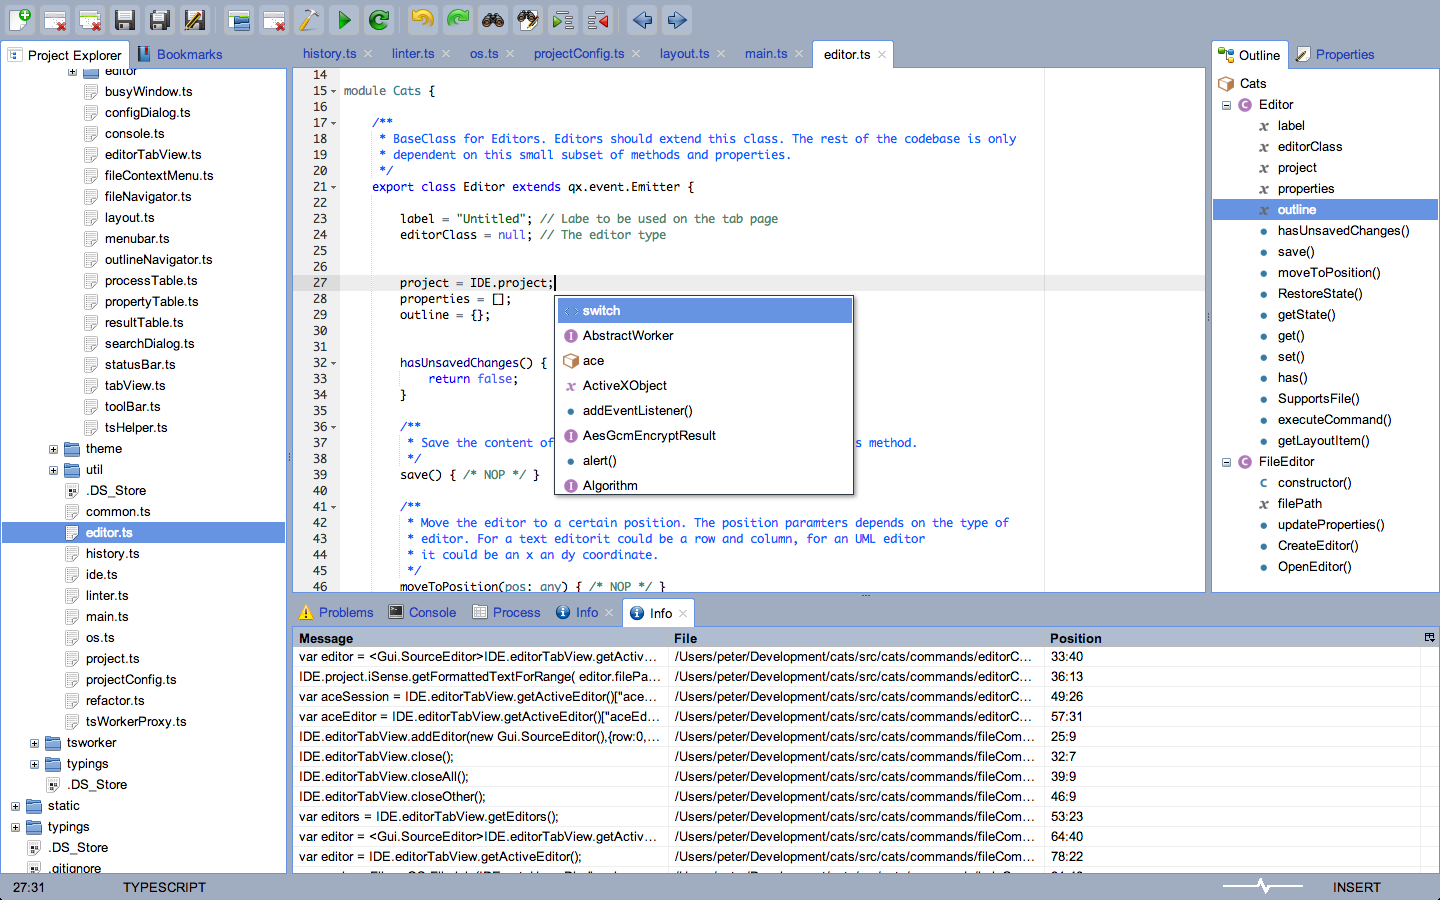 Project Explorer
Bookmarks
history.ts
linter.ts
os.ts
projectConfig.ts
layout.ts
main.ts
editor.ts
Outline
Properties
editor
busyWindow.ts
configDialog.ts
console.ts
editorTabView.ts
fileContextMenu.ts
fileNavigator.ts
layout.ts
menubar.ts
outlineNavigator.ts
processTable.ts
propertyTable.ts
resultTable.ts
searchDialog.ts
statusBar.ts
tabView.ts
toolBar.ts
tsHelper.ts
theme
util
.DS_Store
common.ts
editor.ts
history.ts
ide.ts
linter.ts
main.ts
os.ts
project.ts
projectConfig.ts
refactor.ts
tsWorkerProxy.ts
tsworker
typings
.DS_Store
static
typings
.DS_Store
.gitignore
14
15 module Cats {
16
17 /**
18 * BaseClass for Editors. Editors should extend this class. The rest of the codebase is only
19 * dependent on this small subset of methods and properties.
20 */
21 export class Editor extends qx.event.Emitter {
22
23 label = "Untitled"; // Labe to be used on the tab page
24 editorClass = null; // The editor type
25
26
27 project = IDE.project;
28 properties = [];
29 outline = {};
30
31
32 hasUnsavedChanges() {
33 return false;
34 }
35
36 /**
37 * Save the content of s method.
38 */
39 save() { /* NOP */ }
40
41 /**
42 * Move the editor to a certain position. The position paramters depends on the type of
43 * editor. For a text editorit could be a row and column, for an UML editor
44 * it could be an x an dy coordinate.
45 */
46 moveToPosition(pos: any) { /* NOP */ }
switch
AbstractWorker
ace
ActiveXObject
addEventListener()
AesGcmEncryptResult
alert()
Algorithm
Cats
Editor
label
editorClass
project
properties
outline
hasUnsavedChanges()
save()
moveToPosition()
RestoreState()
getState()
get()
set()
has()
SupportsFile()
executeCommand()
getLayoutItem()
FileEditor
constructor()
filePath
updateProperties()
CreateEditor()
OpenEditor()
Problems
Console
Process
Info
Info
Message File Position
var editor = <Gui.SourceEditor>IDE.editorTabView.getActiv… /Users/peter/Development/cats/src/cats/commands/editorC… 33:40
IDE.project.iSense.getFormattedTextForRange( editor.filePa… /Users/peter/Development/cats/src/cats/commands/editorC… 36:13
var aceSession = IDE.editorTabView.getActiveEditor()["ace… /Users/peter/Development/cats/src/cats/commands/editorC… 49:26
var aceEditor = IDE.editorTabView.getActiveEditor()["aceEd… /Users/peter/Development/cats/src/cats/commands/editorC… 57:31
IDE.editorTabView.addEditor(new Gui.SourceEditor(),{row:0,… /Users/peter/Development/cats/src/cats/commands/fileCom… 25:9
IDE.editorTabView.close(); /Users/peter/Development/cats/src/cats/commands/fileCom… 32:7
IDE.editorTabView.closeAll(); /Users/peter/Development/cats/src/cats/commands/fileCom… 39:9
IDE.editorTabView.closeOther(); /Users/peter/Development/cats/src/cats/commands/fileCom… 46:9
var editors = IDE.editorTabView.getEditors(); /Users/peter/Development/cats/src/cats/commands/fileCom… 53:23
var editor = <Gui.SourceEditor>IDE.editorTabView.getActiv… /Users/peter/Development/cats/src/cats/commands/fileCom… 64:40
var editor = IDE.editorTabView.getActiveEditor(); /Users/peter/Development/cats/src/cats/commands/fileCom… 78:22
27:31 TYPESCRIPT INSERT